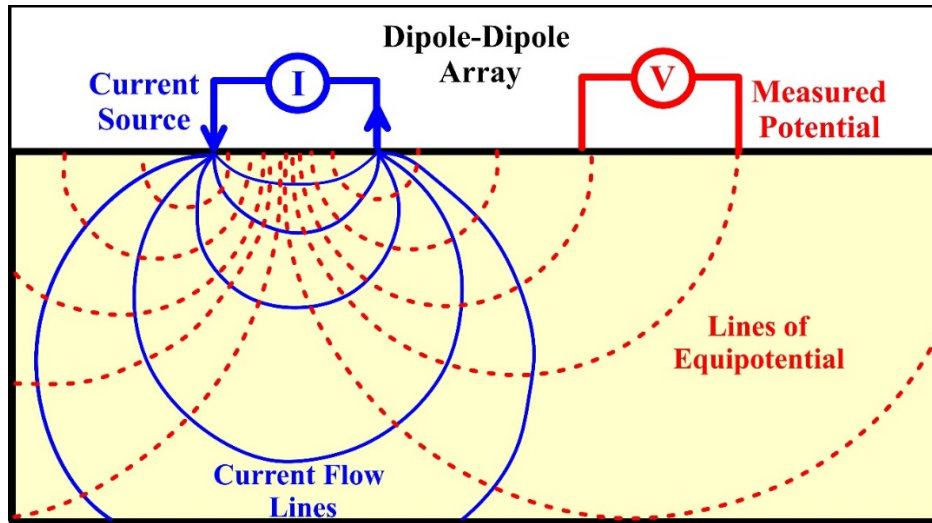 Dipole-Dipole
Array
Current
Source
I
V
Measured
Potential
Lines of
Equipotential
Current Flow
Lines